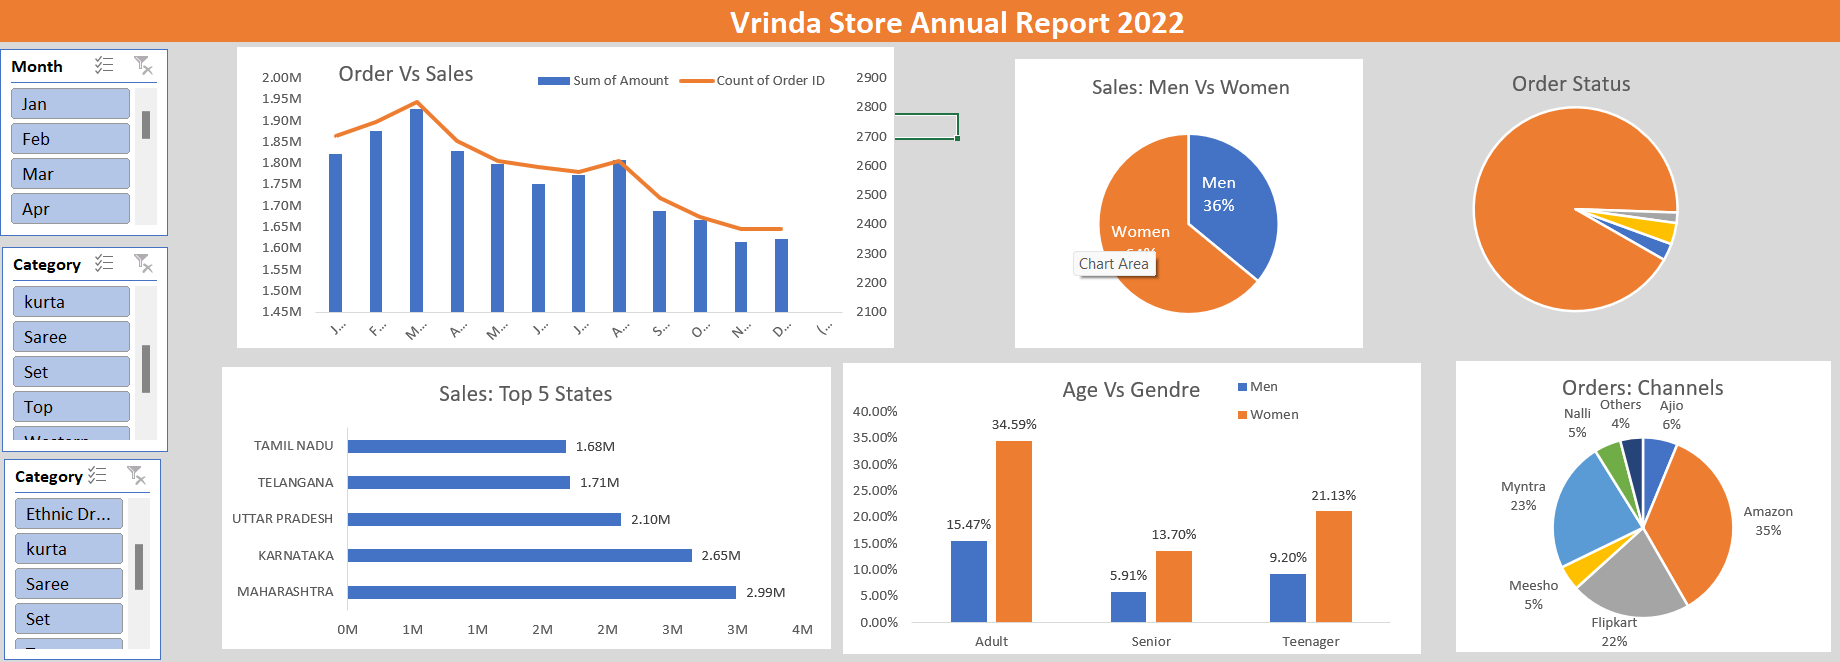 Vrinda Store Annual Report 2022
Month
Jan
Feb
Mar
Apr
Category
kurta
Saree
Set
Top
Western
Category
Ethnic Dr...
kurta
Saree
Set
Order Vs Sales
Sum of Amount
Count of Order ID
2.00M
1.95M
1.90M
1.85M
1.80M
1.75M
1.70M
1.65M
1.60M
1.55M
1.50M
1.45M
2900
2800
2700
2600
2500
2400
2300
2200
2100
J...
F...
M...
A...
M...
J...
J...
A...
S...
O...
N...
D...
(...
Sales: Men Vs Women
Men
36%
Women
64%
Chart Area
Order Status
Sales: Top 5 States
TAMIL NADU
1.68M
TELANGANA
1.71M
UTTAR PRADESH
2.10M
KARNATAKA
2.65M
MAHARASHTRA
2.99M
0M 1M 1M 2M 2M 3M 3M 4M
Age Vs Gendre
Men
Women
40.00%
35.00%
30.00%
25.00%
20.00%
15.00%
10.00%
5.00%
0.00%
15.47%
34.59%
5.91%
13.70%
9.20%
21.13%
Adult Senior Teenager
Orders: Channels
Ajio
6%
Amazon
35%
Flipkart
22%
Meesho
5%
Myntra
23%
Nalli
5%
Others
4%